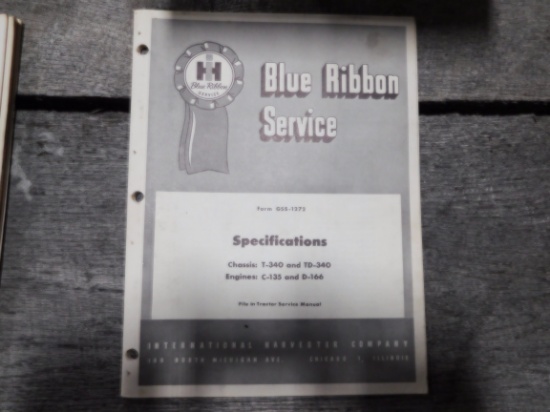 IH
Blue Ribbon
SERVICE
Blue Ribbon
Service
Form GSS-1272
Specifications
Chassis: T-340 and TD-340
Engines: C-135 and D-166
File in Tractor Service Manual
INTERNATIONAL HARVESTER COMPANY
180 NORTH MICHIGAN AVE. CHICAGO 1, ILLINOIS